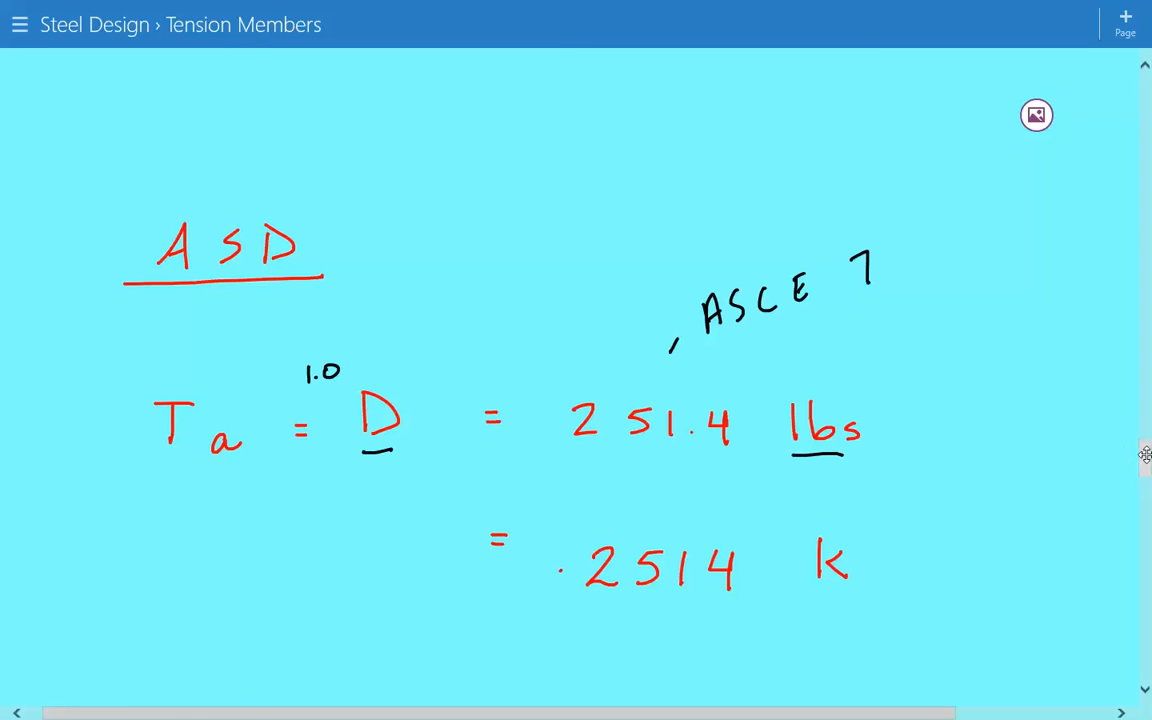 Steel Design › Tension Members
Page
ASD
, ASCE 7
1.0
Ta = D = 251.4 lbs
= .2514 k